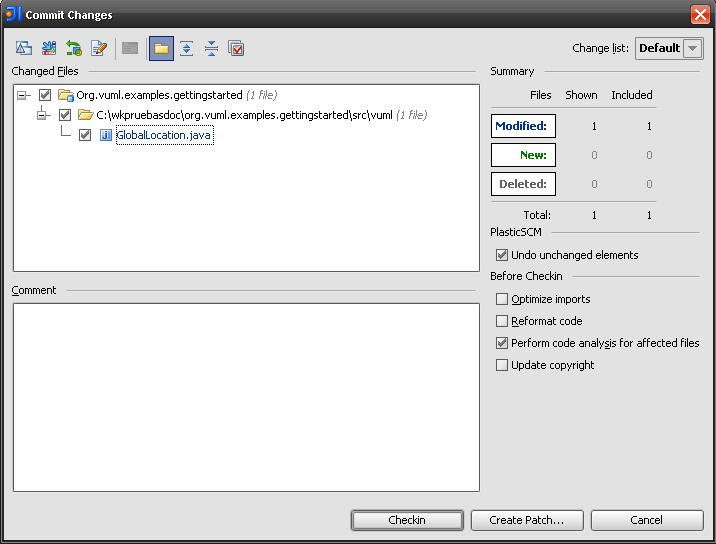 Commit Changes
Change list: Default
Changed Files
Org.vuml.examples.gettingstarted (1 file)
C:\wkpruebasdoc\org.vuml.examples.gettingstarted\src\vuml (1 file)
GlobalLocation.java
Summary
Files Shown Included
Modified: 1 1
New: 0 0
Deleted: 0 0
Total: 1 1
PlasticSCM
Undo unchanged elements
Before Checkin
Optimize imports
Reformat code
Perform code analysis for affected files
Update copyright
Comment
Checkin Create Patch... Cancel